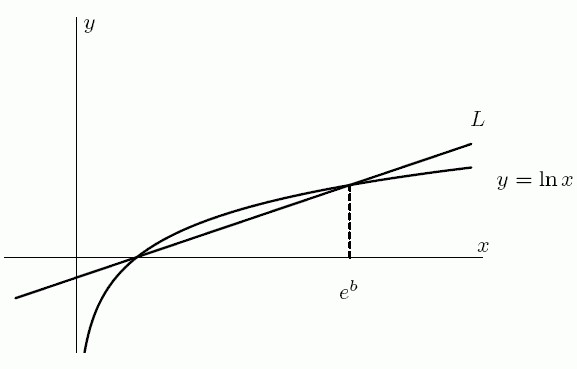 y
L
y = ln x
x
e^b